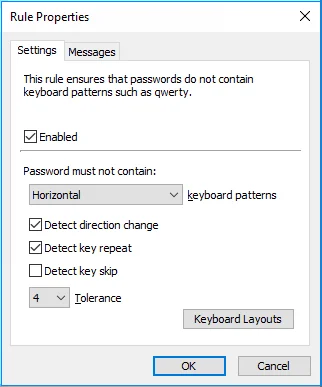 Rule Properties
Settings
Messages
This rule ensures that passwords do not contain
keyboard patterns such as qwerty.
Enabled
Password must not contain:
Horizontal
keyboard patterns
Detect direction change
Detect key repeat
Detect key skip
4
Tolerance
Keyboard Layouts
OK
Cancel